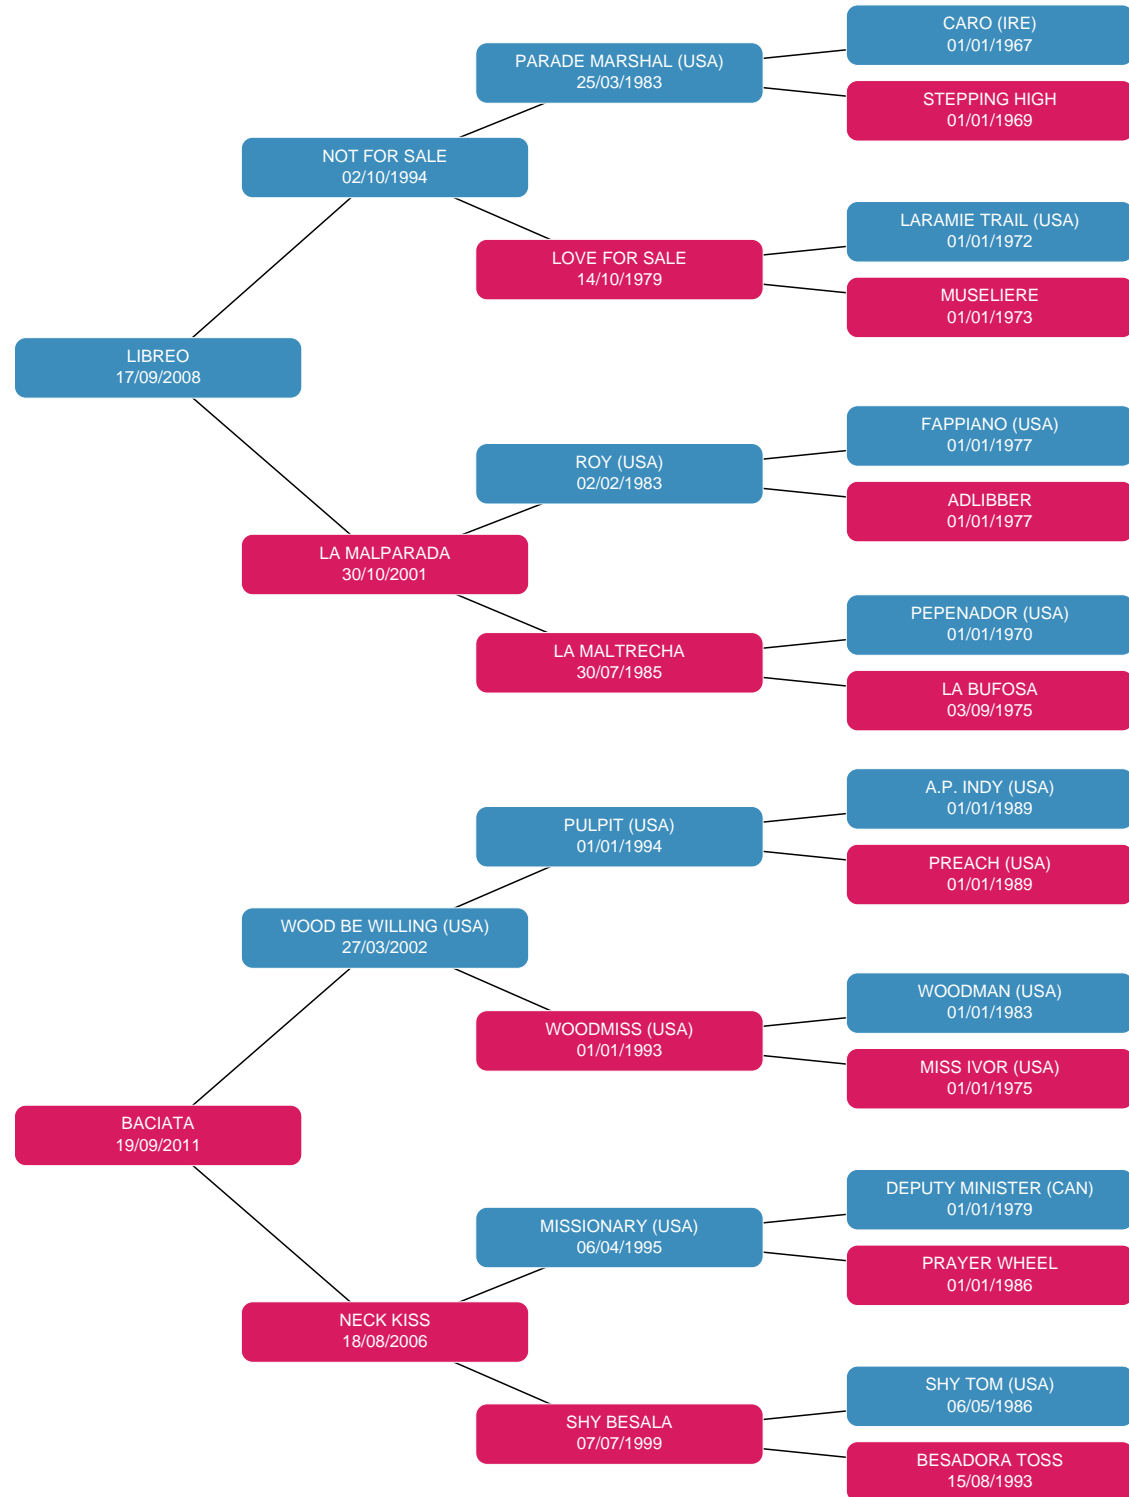 CARO (IRE)
01/01/1967
PARADE MARSHAL (USA)
25/03/1983
STEPPING HIGH
01/01/1969
NOT FOR SALE
02/10/1994
LARAMIE TRAIL (USA)
01/01/1972
LOVE FOR SALE
14/10/1979
MUSELIERE
01/01/1973
LIBREO
17/09/2008
FAPPIANO (USA)
01/01/1977
ROY (USA)
02/02/1983
ADLIBBER
01/01/1977
LA MALPARADA
30/10/2001
PEPENADOR (USA)
01/01/1970
LA MALTRECHA
30/07/1985
LA BUFOSA
03/09/1975
A.P. INDY (USA)
01/01/1989
PULPIT (USA)
01/01/1994
PREACH (USA)
01/01/1989
WOOD BE WILLING (USA)
27/03/2002
WOODMAN (USA)
01/01/1983
WOODMISS (USA)
01/01/1993
MISS IVOR (USA)
01/01/1975
BACIATA
19/09/2011
DEPUTY MINISTER (CAN)
01/01/1979
MISSIONARY (USA)
06/04/1995
PRAYER WHEEL
01/01/1986
NECK KISS
18/08/2006
SHY TOM (USA)
06/05/1986
SHY BESALA
07/07/1999
BESADORA TOSS
15/08/1993